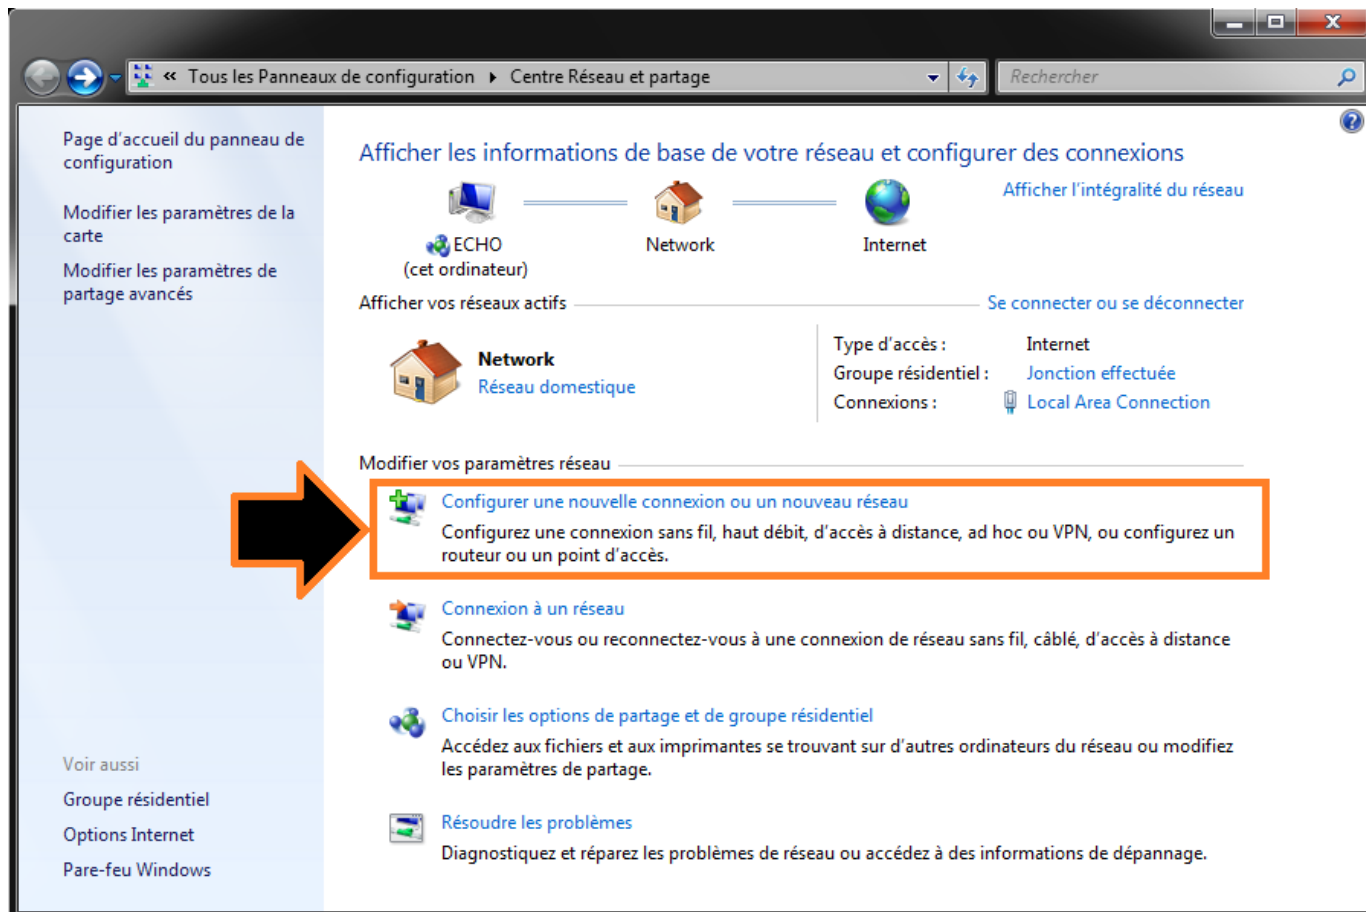 « Tous les Panneaux de configuration ▸ Centre Réseau et partage
Rechercher
Page d'accueil du panneau de
configuration
Modifier les paramètres de la
carte
Modifier les paramètres de
partage avancés
Afficher les informations de base de votre réseau et configurer des connexions
Afficher l'intégralité du réseau
ECHO
(cet ordinateur)
Network
Internet
Afficher vos réseaux actifs
Se connecter ou se déconnecter
Network
Réseau domestique
Type d'accès : Internet
Groupe résidentiel : Jonction effectuée
Connexions : Local Area Connection
Modifier vos paramètres réseau
Configurer une nouvelle connexion ou un nouveau réseau
Configurez une connexion sans fil, haut débit, d'accès à distance, ad hoc ou VPN, ou configurez un
routeur ou un point d'accès.
Connexion à un réseau
Connectez-vous ou reconnectez-vous à une connexion de réseau sans fil, câblé, d'accès à distance
ou VPN.
Choisir les options de partage et de groupe résidentiel
Accédez aux fichiers et aux imprimantes se trouvant sur d'autres ordinateurs du réseau ou modifiez
les paramètres de partage.
Résoudre les problèmes
Diagnostiquez et réparez les problèmes de réseau ou accédez à des informations de dépannage.
Voir aussi
Groupe résidentiel
Options Internet
Pare-feu Windows